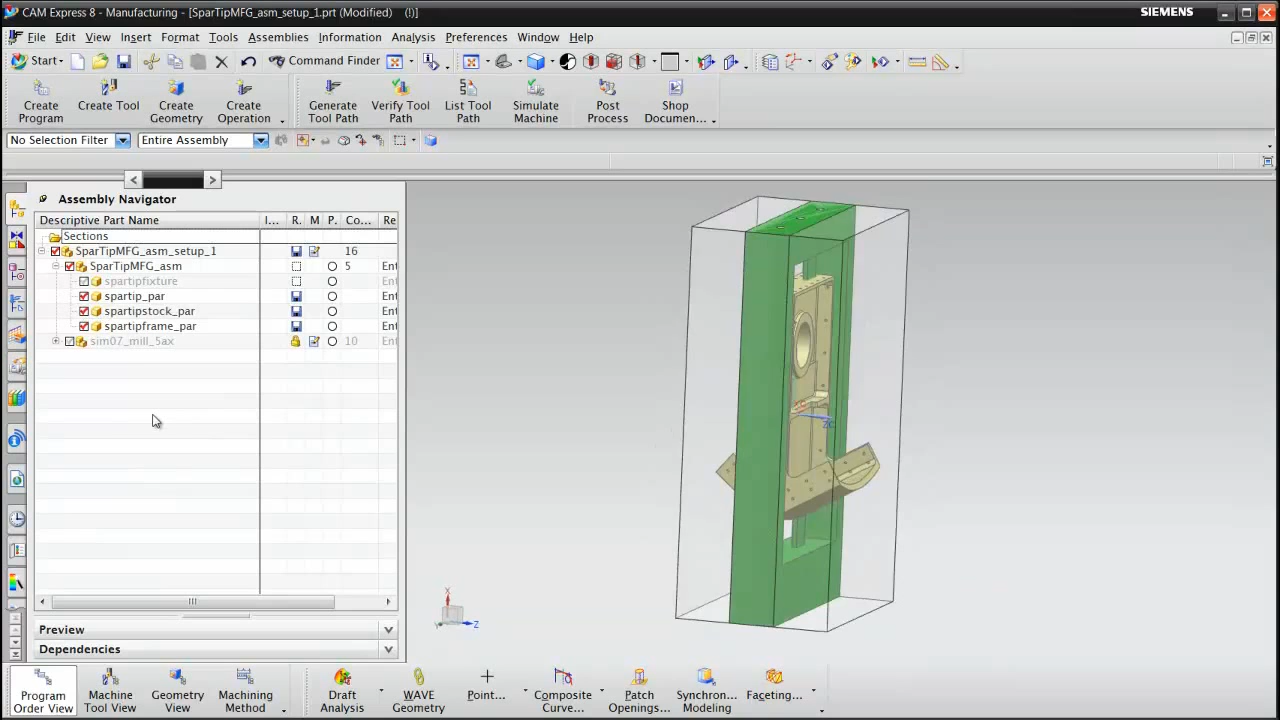 CAM Express 8 - Manufacturing - [SparTipMFG_asm_setup_1.prt (Modified) (!)]
SIEMENS
File Edit View Insert Format Tools Assemblies Information Analysis Preferences Window Help
Start Command Finder
Create Program
Create Tool
Create Geometry
Create Operation
Generate Tool Path
Verify Tool Path
List Tool Path
Simulate Machine
Post Process
Shop Documen...
No Selection Filter Entire Assembly
Assembly Navigator
Descriptive Part Name I... R. M P. Co... Re
Sections
SparTipMFG_asm_setup_1 16
SparTipMFG_asm 5 Ent
spartipfixture Ent
spartip_par Ent
spartipstock_par Ent
spartipframe_par Ent
sim07_mill_5ax 10 Ent
ZC
X
Y Z
Preview
Dependencies
Program Order View
Machine Tool View
Geometry View
Machining Method
Draft Analysis
WAVE Geometry
Point...
Composite Curve...
Patch Openings...
Synchron... Modeling
Faceting...